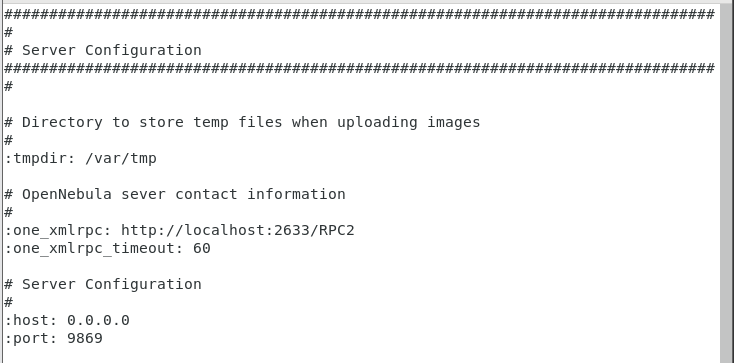 ###############################################################################
#
# Server Configuration
###############################################################################
#
# Directory to store temp files when uploading images
#
:tmpdir: /var/tmp
# OpenNebula sever contact information
#
:one_xmlrpc: http://localhost:2633/RPC2
:one_xmlrpc_timeout: 60
# Server Configuration
#
:host: 0.0.0.0
:port: 9869